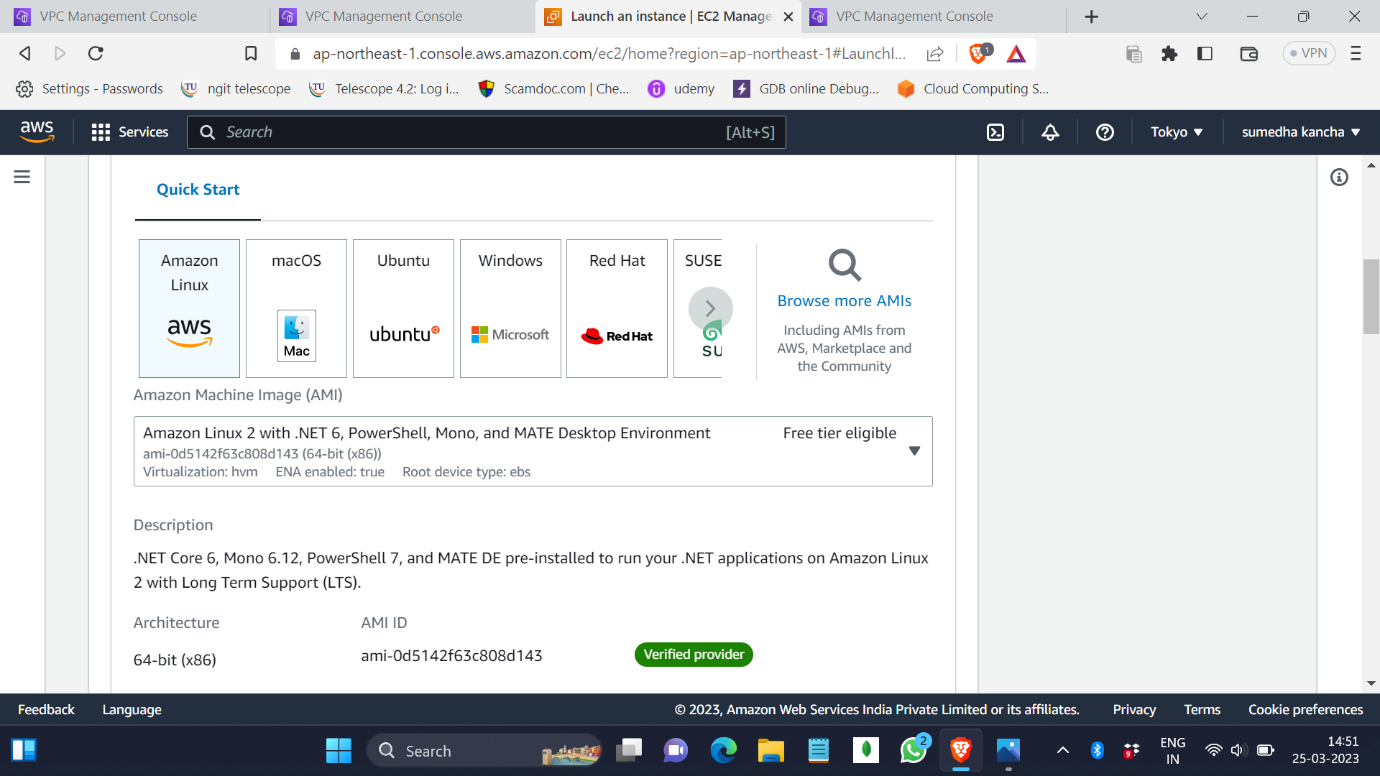 VPC Management Console
VPC Management Console
Launch an instance | EC2 Manage
VPC Management Console
ap-northeast-1.console.aws.amazon.com/ec2/home?region=ap-northeast-1#LaunchI...
1
VPN
Settings - Passwords
TU ngit telescope
TU Telescope 4.2: Log i...
Scamdoc.com | Che...
udemy
GDB online Debug...
Cloud Computing S...
aws
Services
Search
[Alt+S]
Tokyo ▼
sumedha kancha ▼
Quick Start
Amazon
Linux
aws
macOS
Mac
Ubuntu
ubuntu
Windows
Microsoft
Red Hat
Red Hat
SUSE
SU
Browse more AMIs
Including AMIs from
AWS, Marketplace and
the Community
Amazon Machine Image (AMI)
Amazon Linux 2 with .NET 6, PowerShell, Mono, and MATE Desktop Environment
Free tier eligible
ami-0d5142f63c808d143 (64-bit (x86))
Virtualization: hvm ENA enabled: true Root device type: ebs
Description
.NET Core 6, Mono 6.12, PowerShell 7, and MATE DE pre-installed to run your .NET applications on Amazon Linux
2 with Long Term Support (LTS).
Architecture
AMI ID
64-bit (x86)
ami-0d5142f63c808d143
Verified provider
Feedback
Language
© 2023, Amazon Web Services India Private Limited or its affiliates.
Privacy
Terms
Cookie preferences
Search
2
9
ENG
IN
14:51
25-03-2023